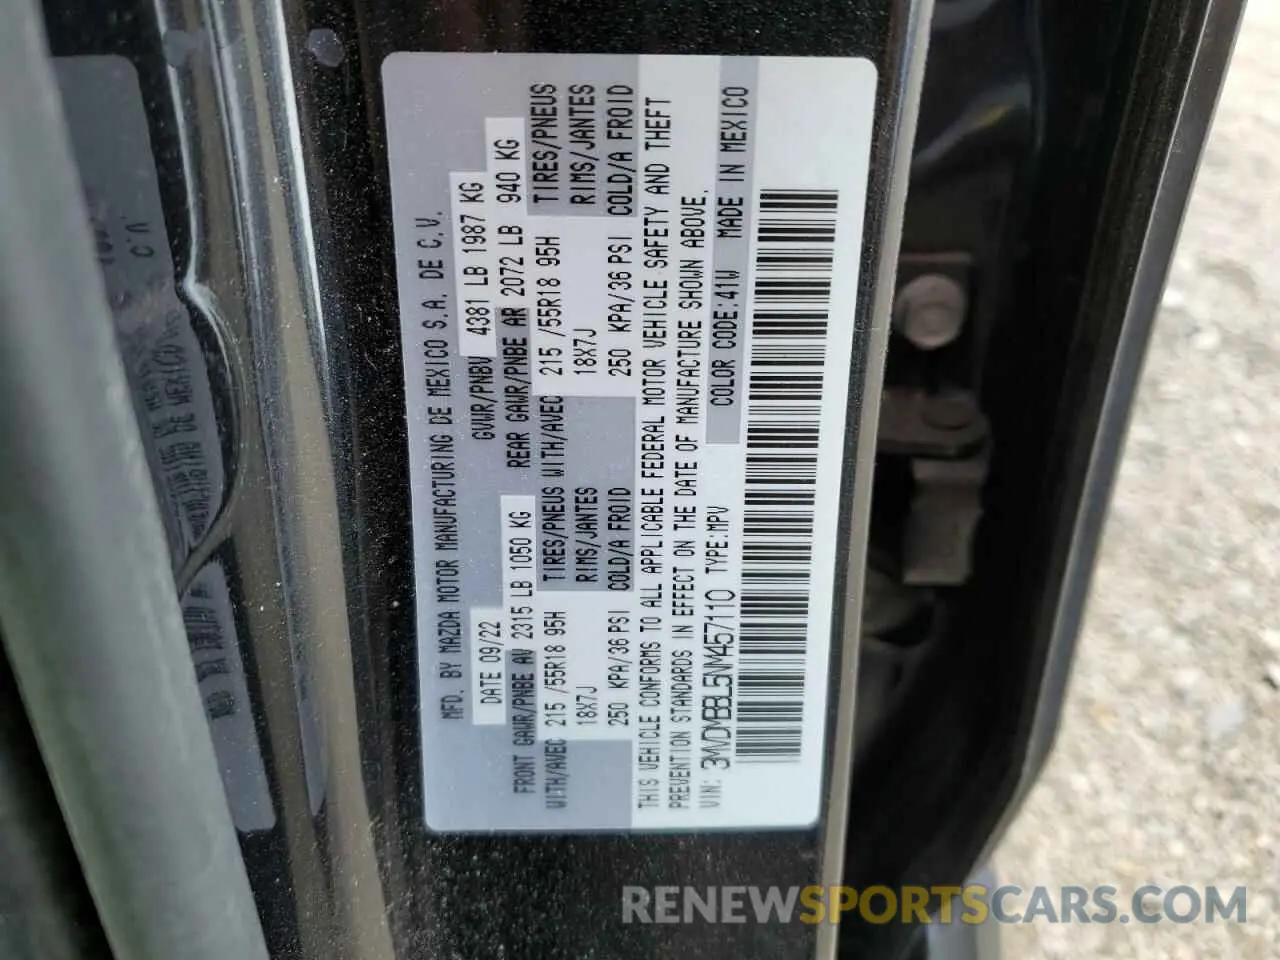 MFD. BY MAZDA MOTOR MANUFACTURING DE MEXICO S.A. DE C.V.
DATE 09/22 GVWR/PNBV 4381 LB 1987 KG
FRONT GAWR/PNBE AV 2315 LB 1050 KG REAR GAWR/PNBE AR 2072 LB 940 KG
WITH/AVEC 215 /55R18 95H TIRES/PNEUS WITH/AVEC 215 /55R18 95H TIRES/PNEUS
18X7J RIMS/JANTES 18X7J RIMS/JANTES
250 KPA/36 PSI COLD/A FROID 250 KPA/36 PSI COLD/A FROID
THIS VEHICLE CONFORMS TO ALL APPLICABLE FEDERAL MOTOR VEHICLE SAFETY AND THEFT
PREVENTION STANDARDS IN EFFECT ON THE DATE OF MANUFACTURE SHOWN ABOVE.
VIN: 3MVDMBBL5NM457110 TYPE:MPV COLOR CODE:41W MADE IN MEXICO
RENEWSPORTSCARS.COM